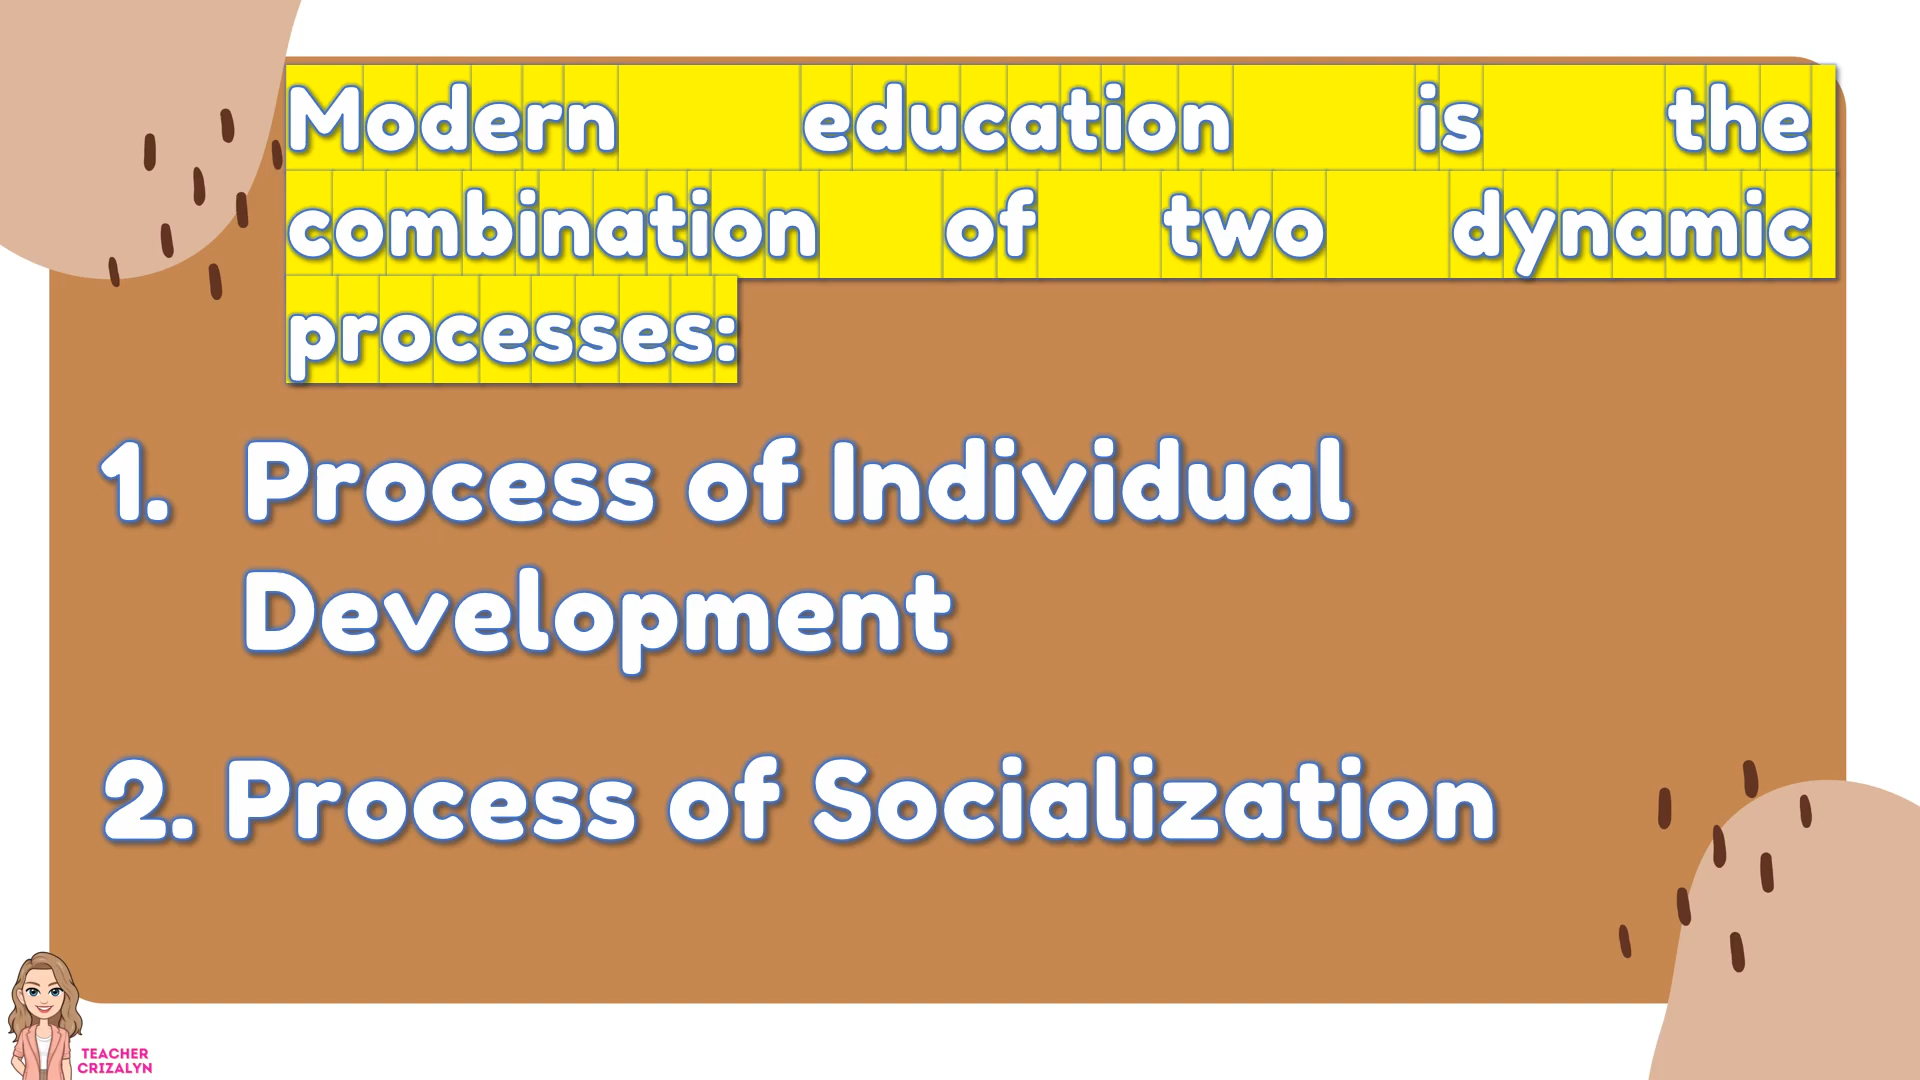 Modern education is the
combination of two dynamic
processes:
1. Process of Individual
Development
2. Process of Socialization
TEACHER
CRIZALYN